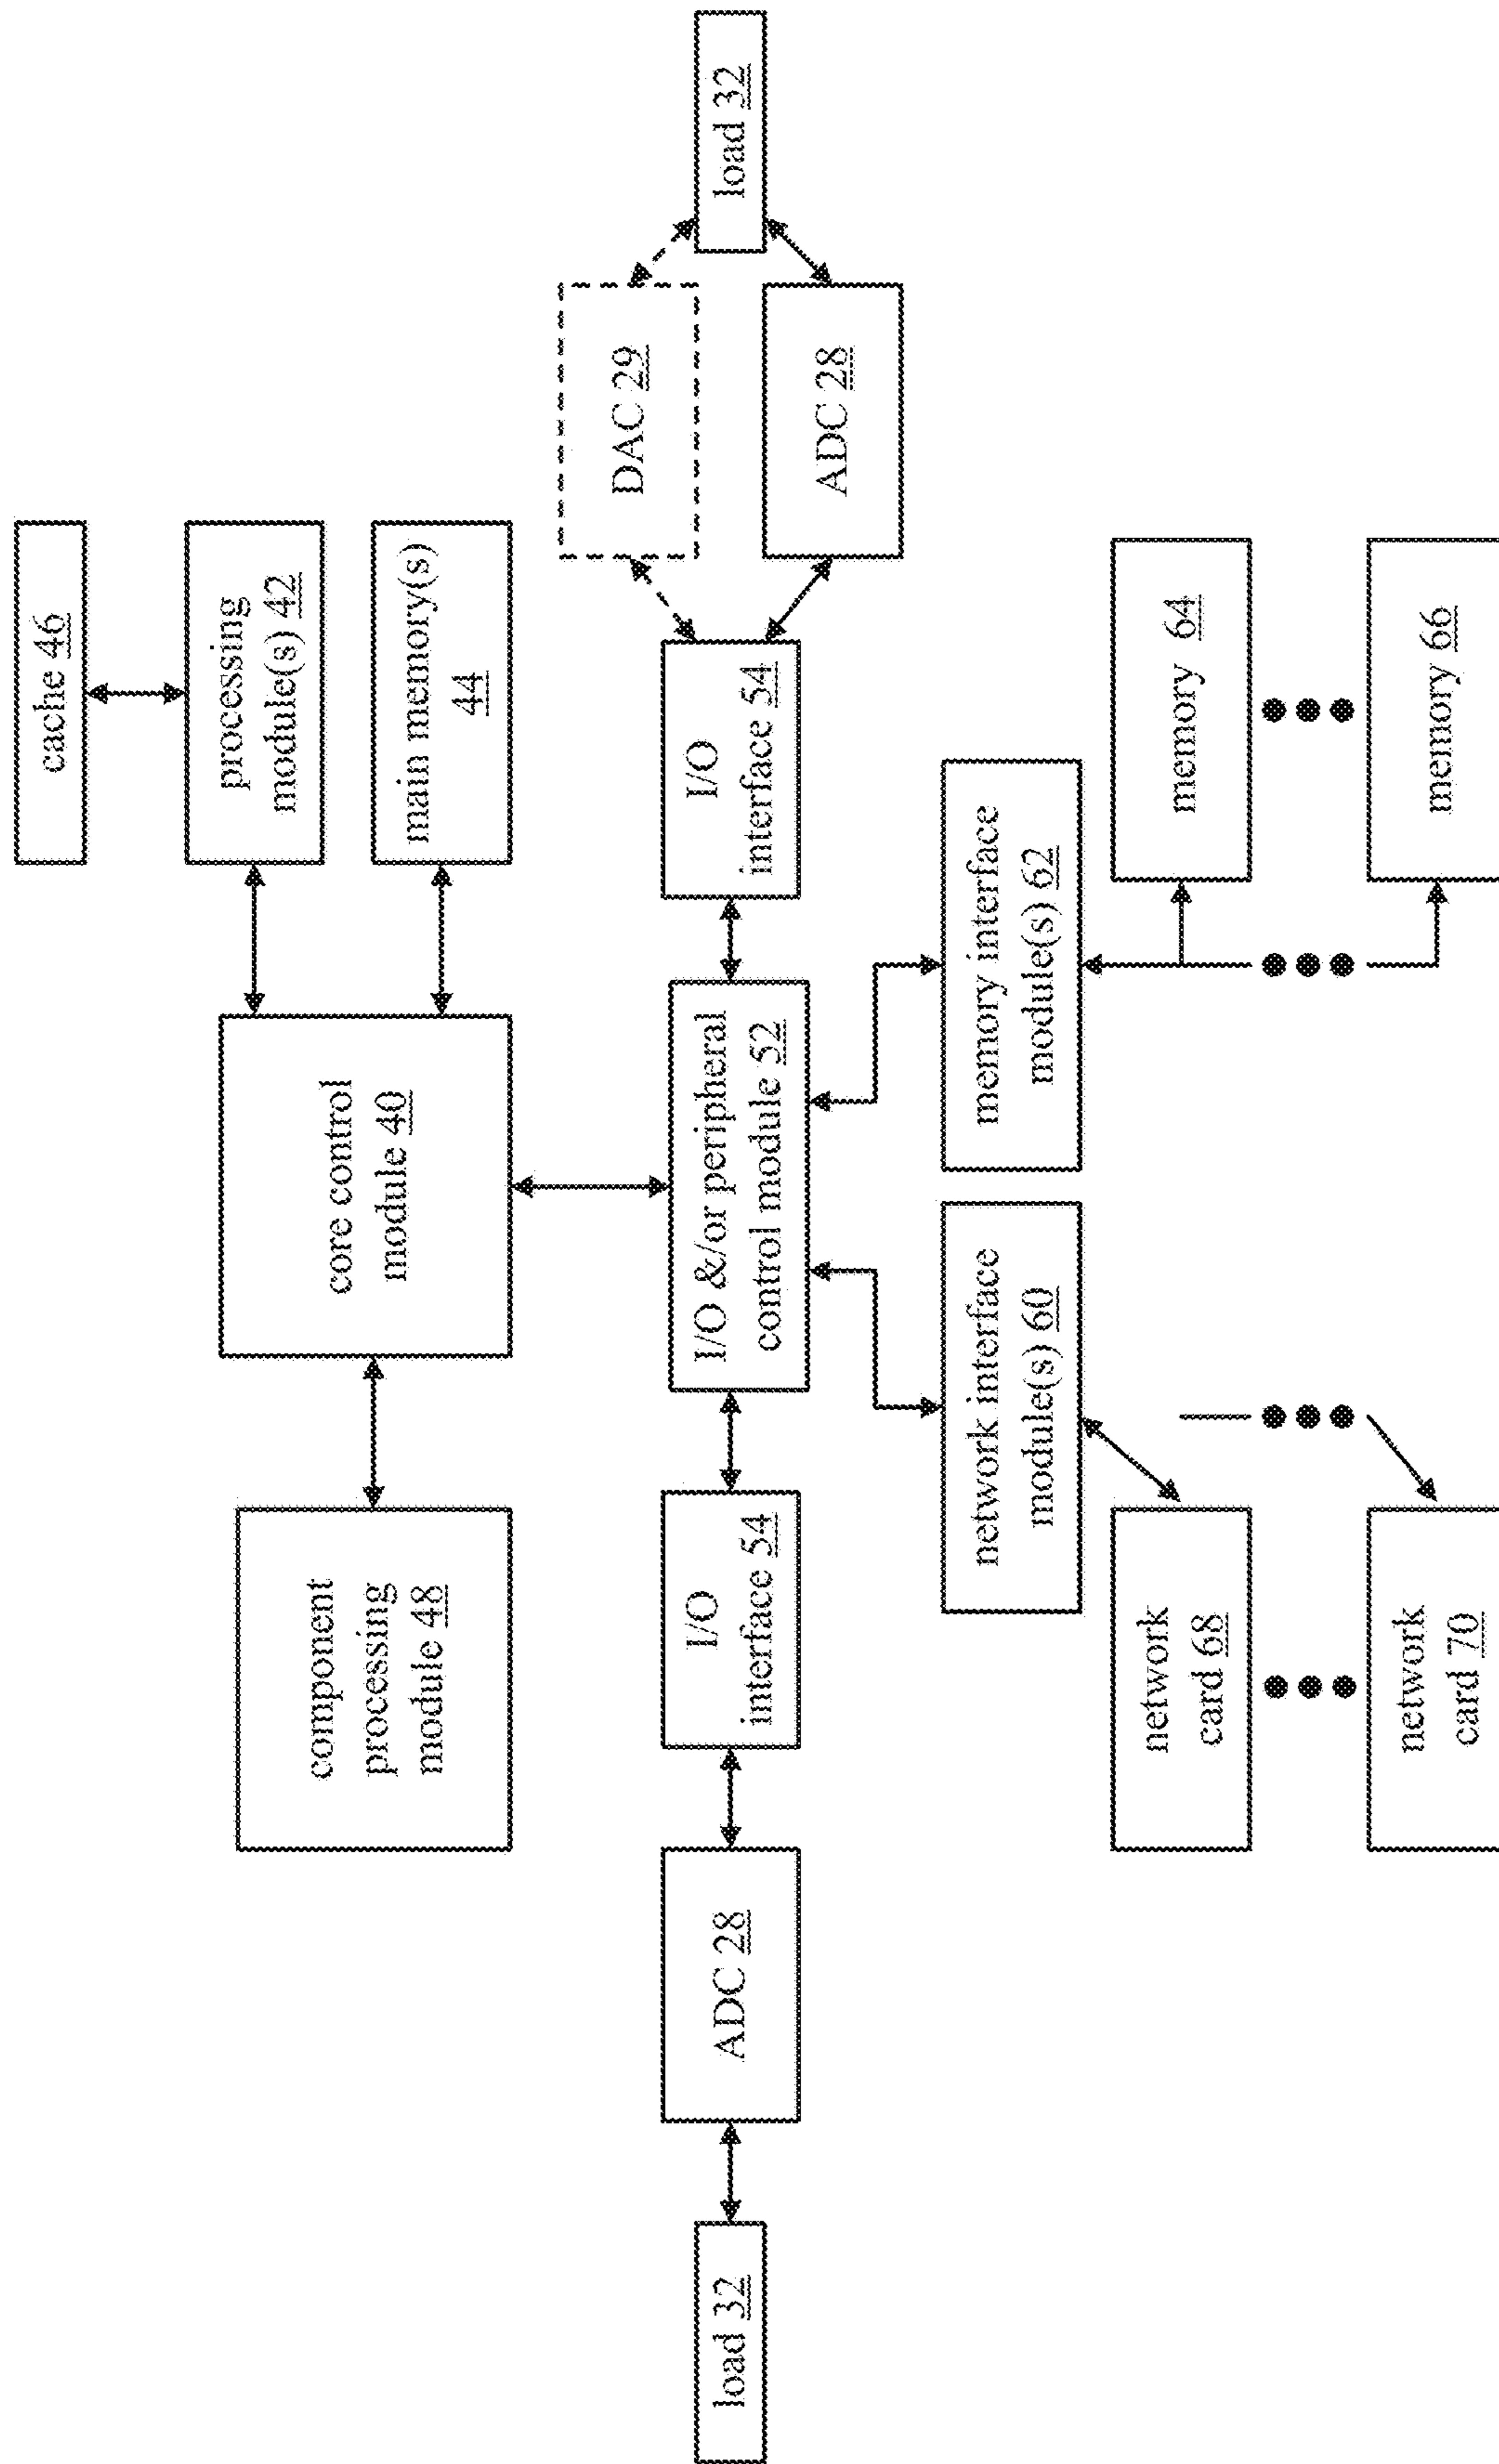 cache 46
processing
module(s) 42
main memory(s)
44
core control
module 40
component
processing
module 48
load 32
ADC 28
I/O
interface 54
I/O &/or peripheral
control module 52
I/O
interface 54
DAC 29
ADC 28
load 32
network interface
module(s) 60
memory interface
module(s) 62
network
card 68
memory 64
network
card 70
memory 66